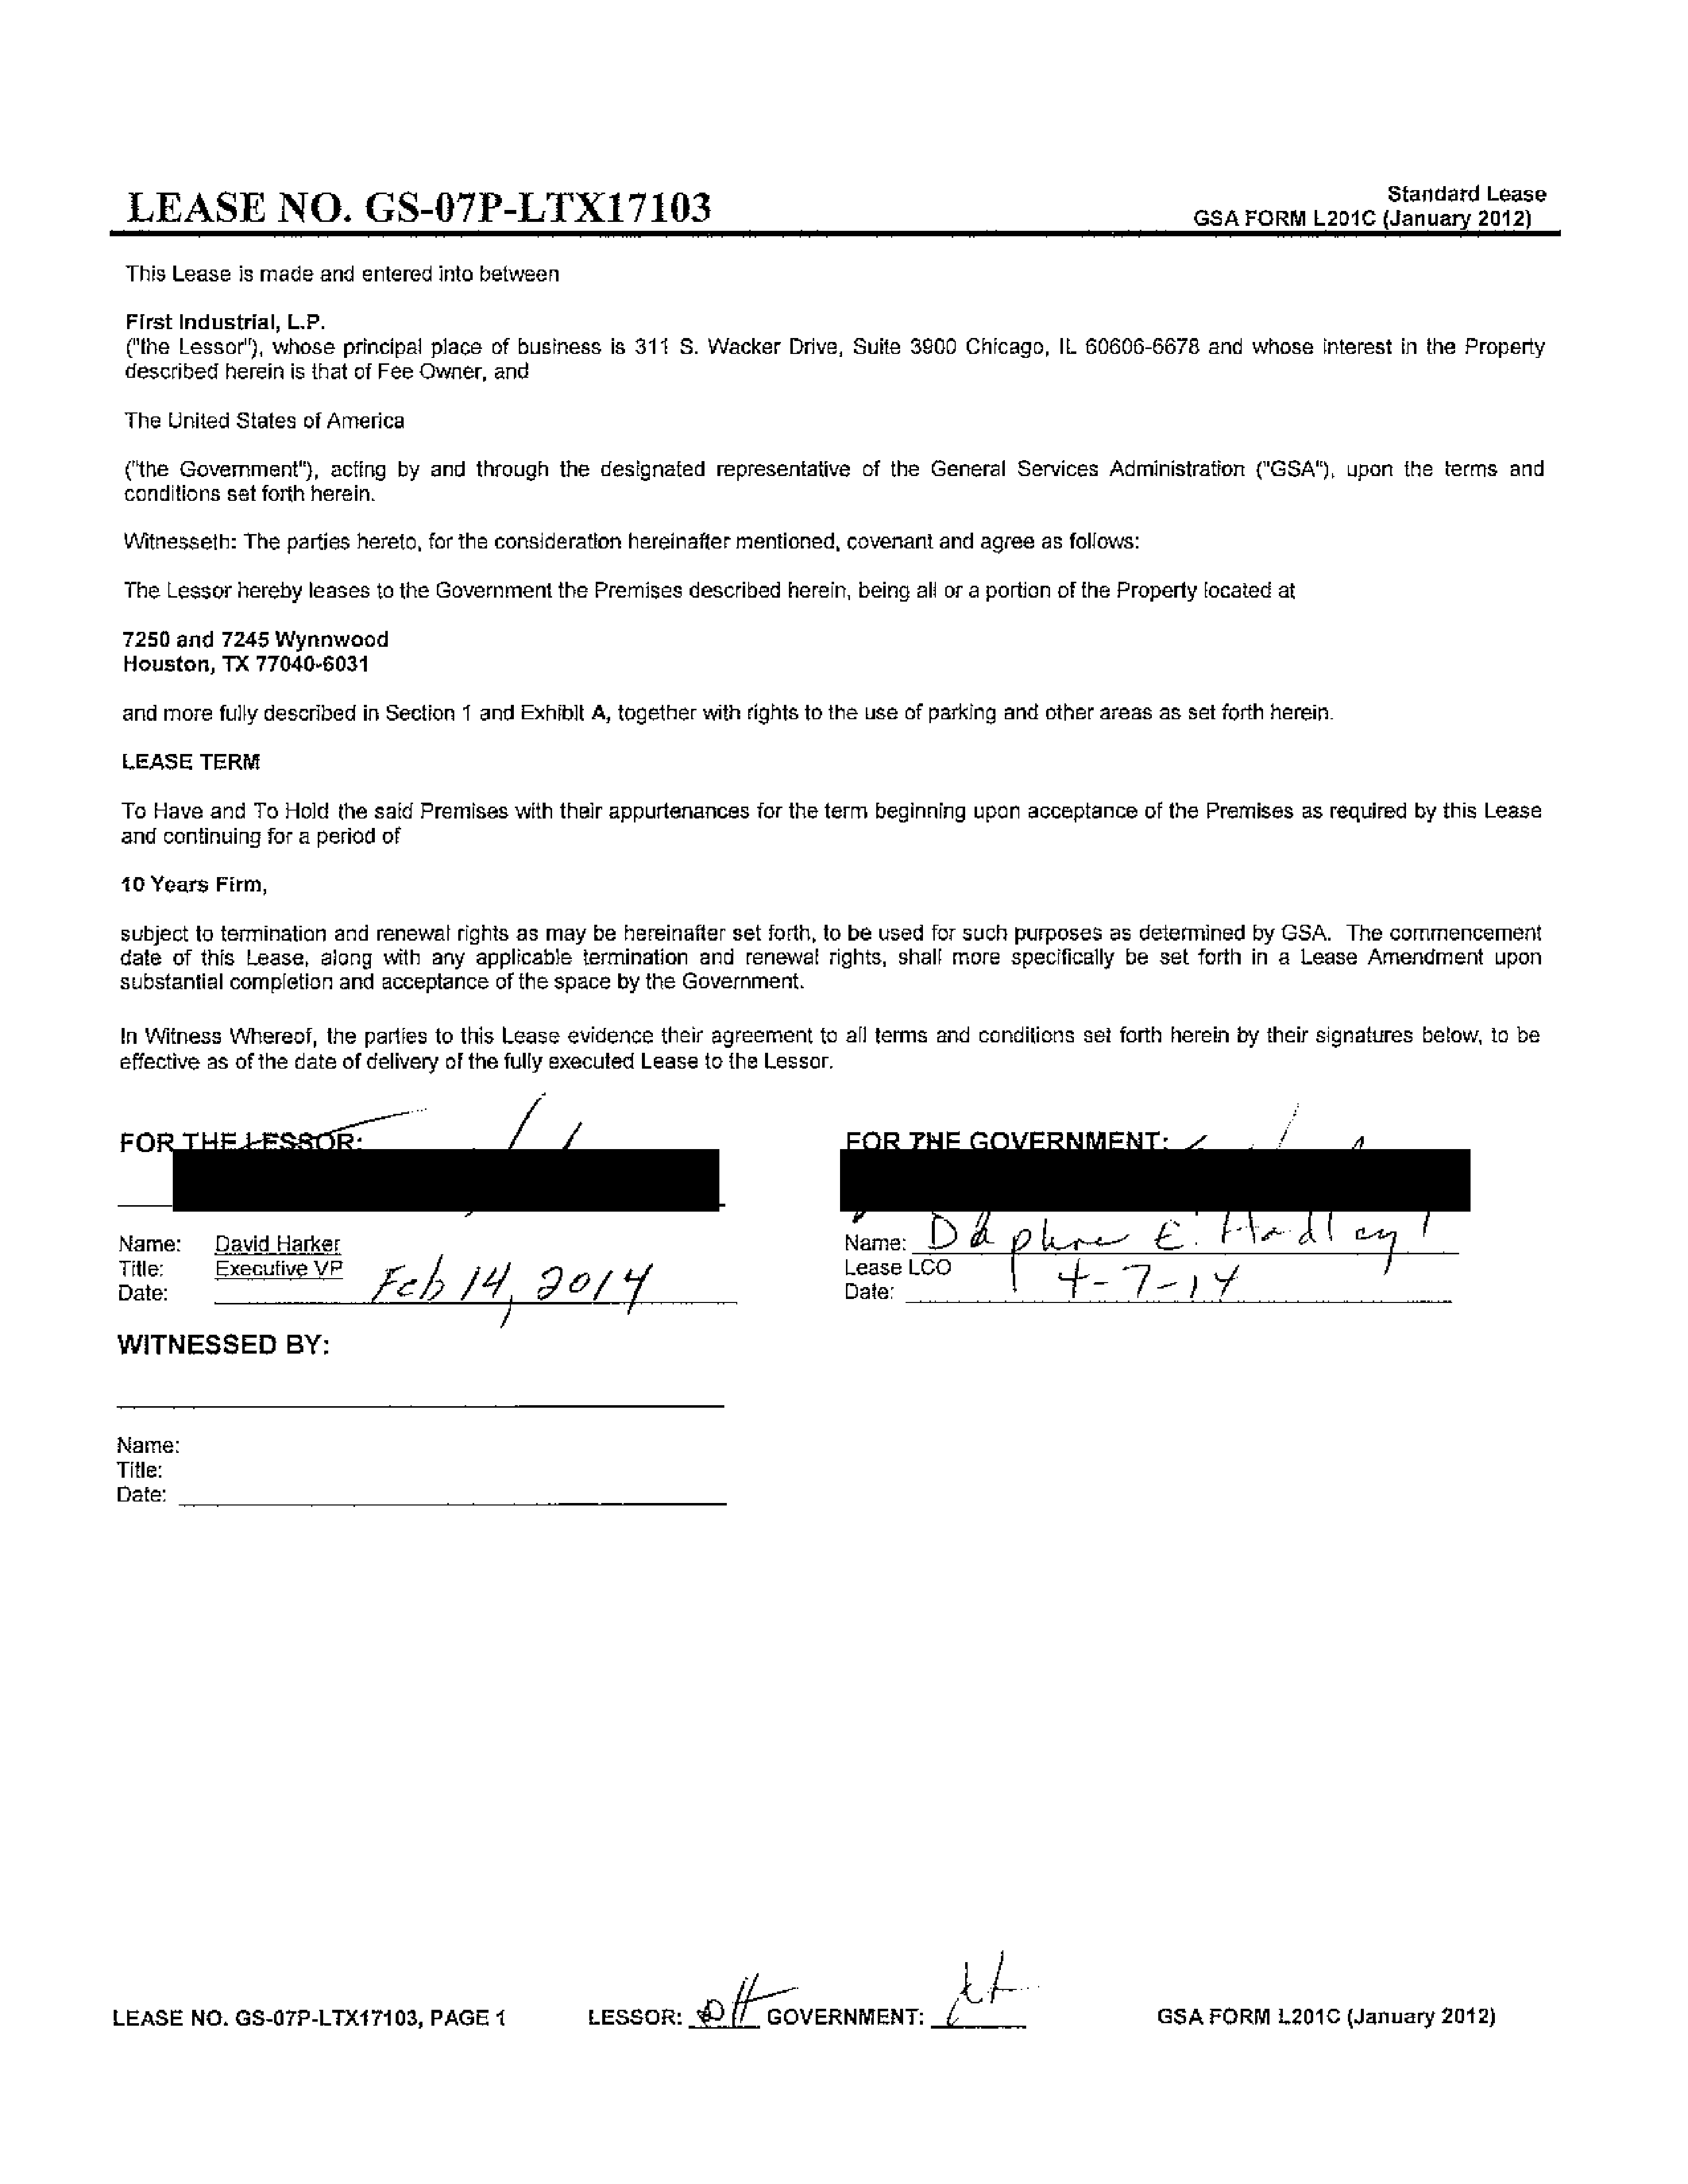 LEASE NO. GS-07P-LTX17103
Standard Lease
GSA FORM L201C (January 2012)
This Lease is made and entered into between
First Industrial, L.P.
("the Lessor"), whose principal place of business is 311 S. Wacker Drive, Suite 3900 Chicago, IL 60606-6678 and whose interest in the Property
described herein is that of Fee Owner, and
The United States of America
("the Government"), acting by and through the designated representative of the General Services Administration ("GSA"), upon the terms and
conditions set forth herein.
Witnesseth: The parties hereto, for the consideration hereinafter mentioned, covenant and agree as follows:
The Lessor hereby leases to the Government the Premises described herein, being all or a portion of the Property located at
7250 and 7245 Wynnwood
Houston, TX 77040-6031
and more fully described in Section 1 and Exhibit A, together with rights to the use of parking and other areas as set forth herein.
LEASE TERM
To Have and To Hold the said Premises with their appurtenances for the term beginning upon acceptance of the Premises as required by this Lease
and continuing for a period of
10 Years Firm,
subject to termination and renewal rights as may be hereinafter set forth, to be used for such purposes as determined by GSA. The commencement
date of this Lease, along with any applicable termination and renewal rights, shall more specifically be set forth in a Lease Amendment upon
substantial completion and acceptance of the space by the Government.
In Witness Whereof, the parties to this Lease evidence their agreement to all terms and conditions set forth herein by their signatures below, to be
effective as of the date of delivery of the fully executed Lease to the Lessor.
FOR THE LESSOR:
Name: David Harker
Title: Executive VP
Date: Feb 14, 2014
FOR THE GOVERNMENT:
Name: Daphne E. Hadley
Lease LCO
Date: 4-7-14
WITNESSED BY:
Name:
Title:
Date:
LEASE NO. GS-07P-LTX17103, PAGE 1
LESSOR: DH GOVERNMENT:
GSA FORM L201C (January 2012)